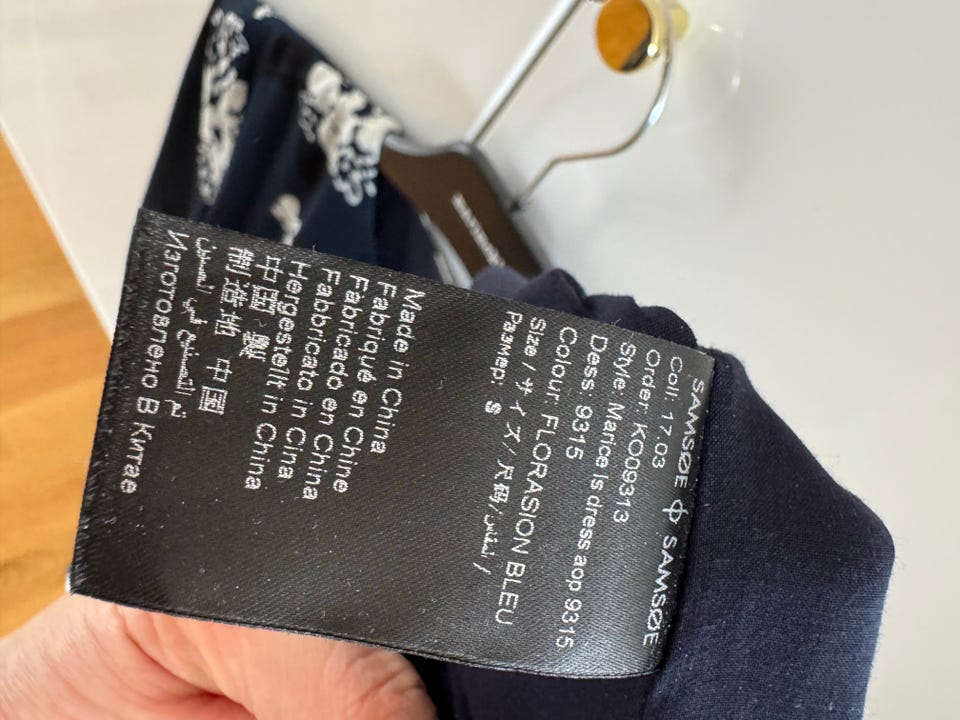 SAMSØE ⌽ SAMSØE
Coll: 17.03
Order: KO09313
Style: Marice ls dress aop 9315
Dess: 9315
Colour: FLORASION BLEU
Size / サイズ / 尺码 / المقاس /
Размер: S
Made in China
Fabriqué en Chine
Fabricado en China
Fabbricato in Cina
Hergestellt in China
中国 製
制造地 中国
تم التصنيع في الصين
Изготовлено В Китае